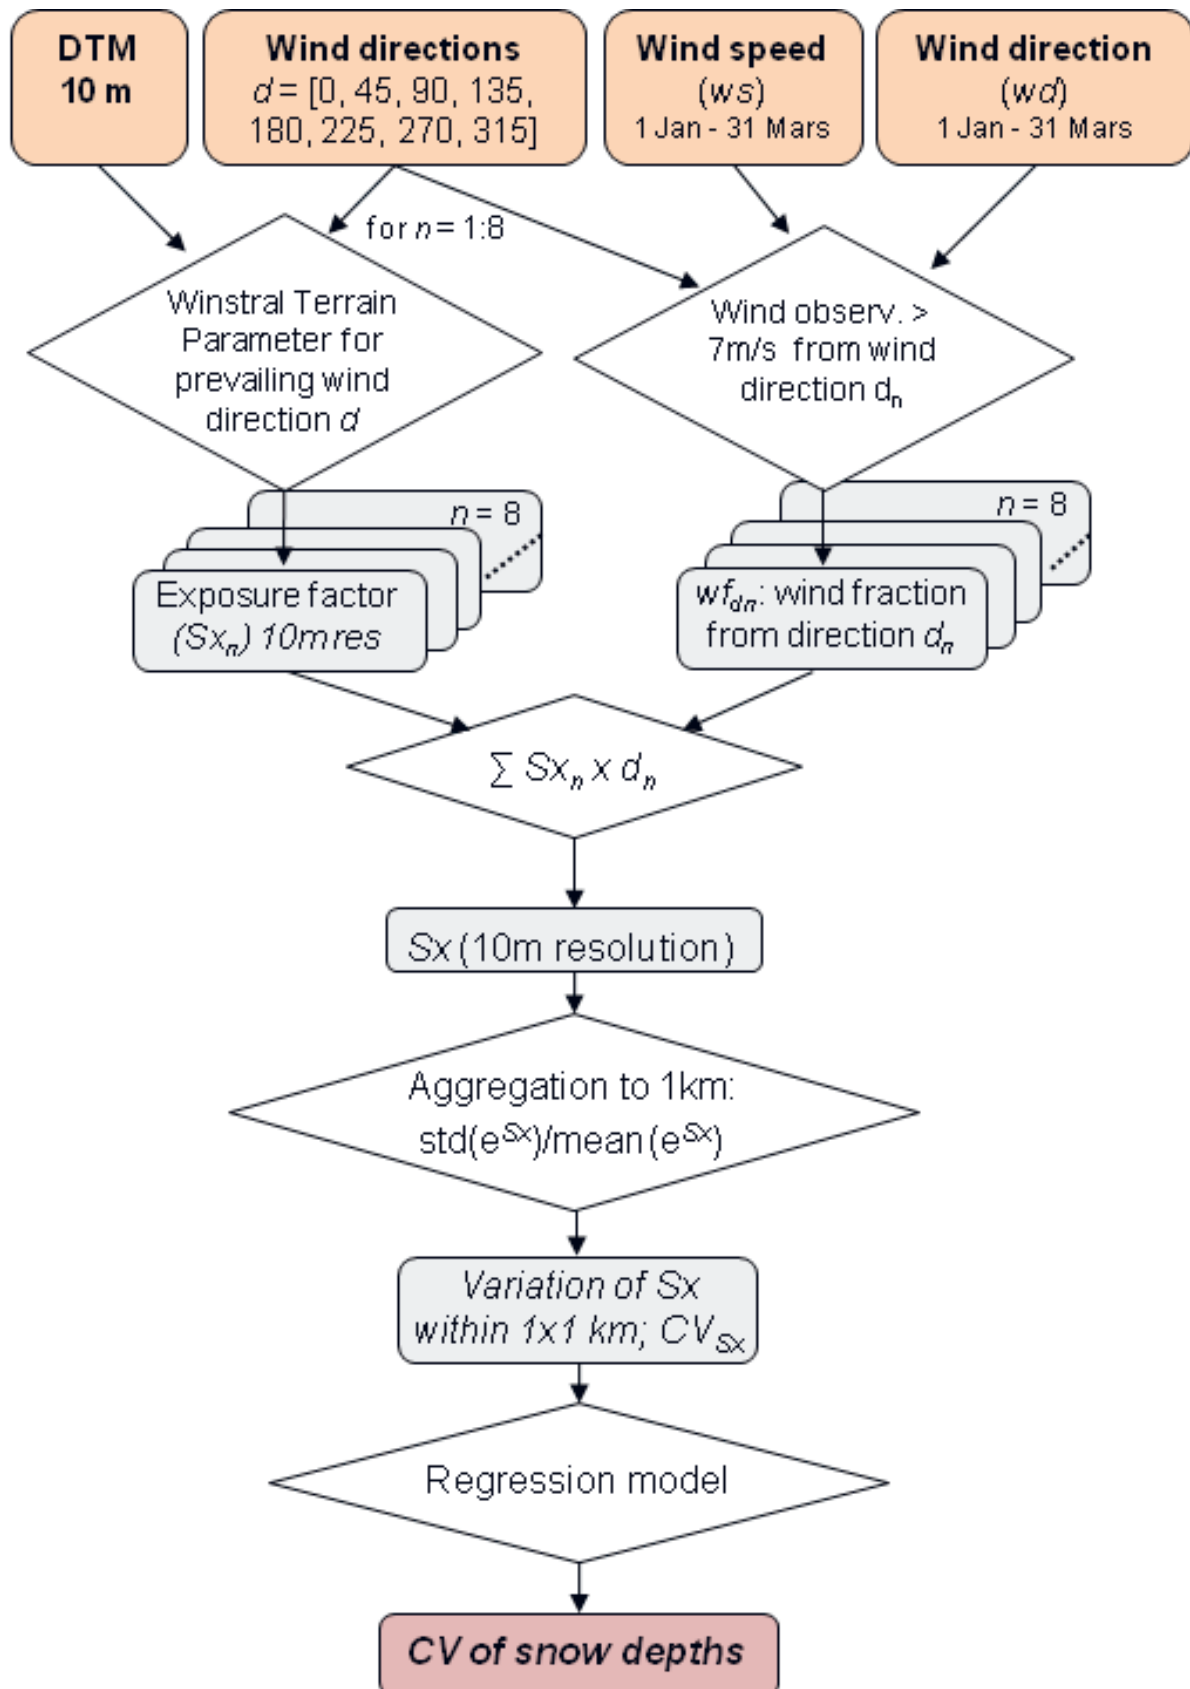 DTM
10 m
Wind directions
d = [0, 45, 90, 135,
180, 225, 270, 315]
Wind speed
(ws)
1 Jan - 31 Mars
Wind direction
(wd)
1 Jan - 31 Mars
for n = 1:8
Winstral Terrain
Parameter for
prevailing wind
direction d
Wind observ. >
7m/s from wind
direction dn
n = 8
Exposure factor
(Sxn) 10m res
n = 8
wfdn: wind fraction
from direction dn
∑ Sxn x dn
Sx (10m resolution)
Aggregation to 1km:
std(e^Sx)/mean(e^Sx)
Variation of Sx
within 1x1 km; CVSx
Regression model
CV of snow depths